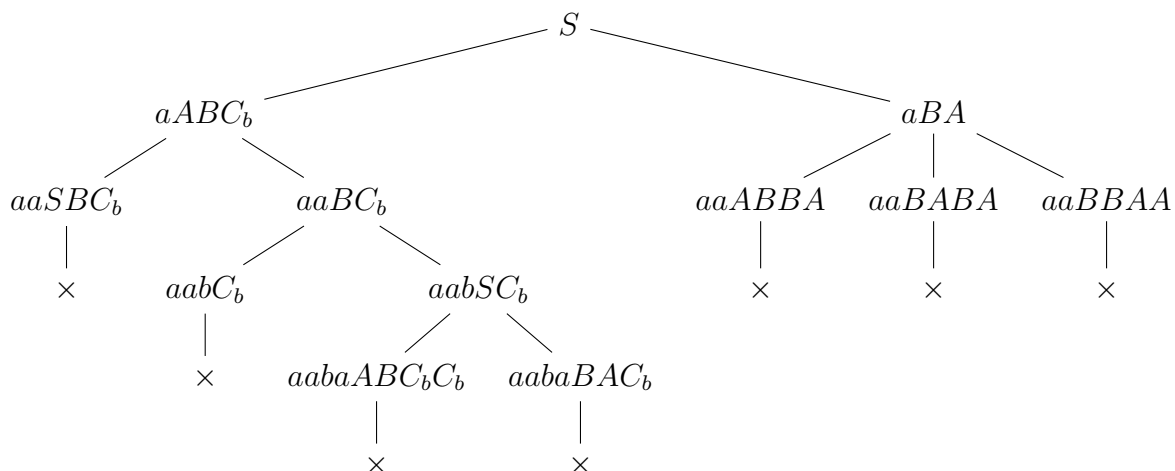 S
aABC_b aBA
aaSBC_b aaBC_b aaABBA aaBABA aaBBAA
× aabC_b aabSC_b × × ×
× aabaABC_bC_b aabaBAC_b
× ×